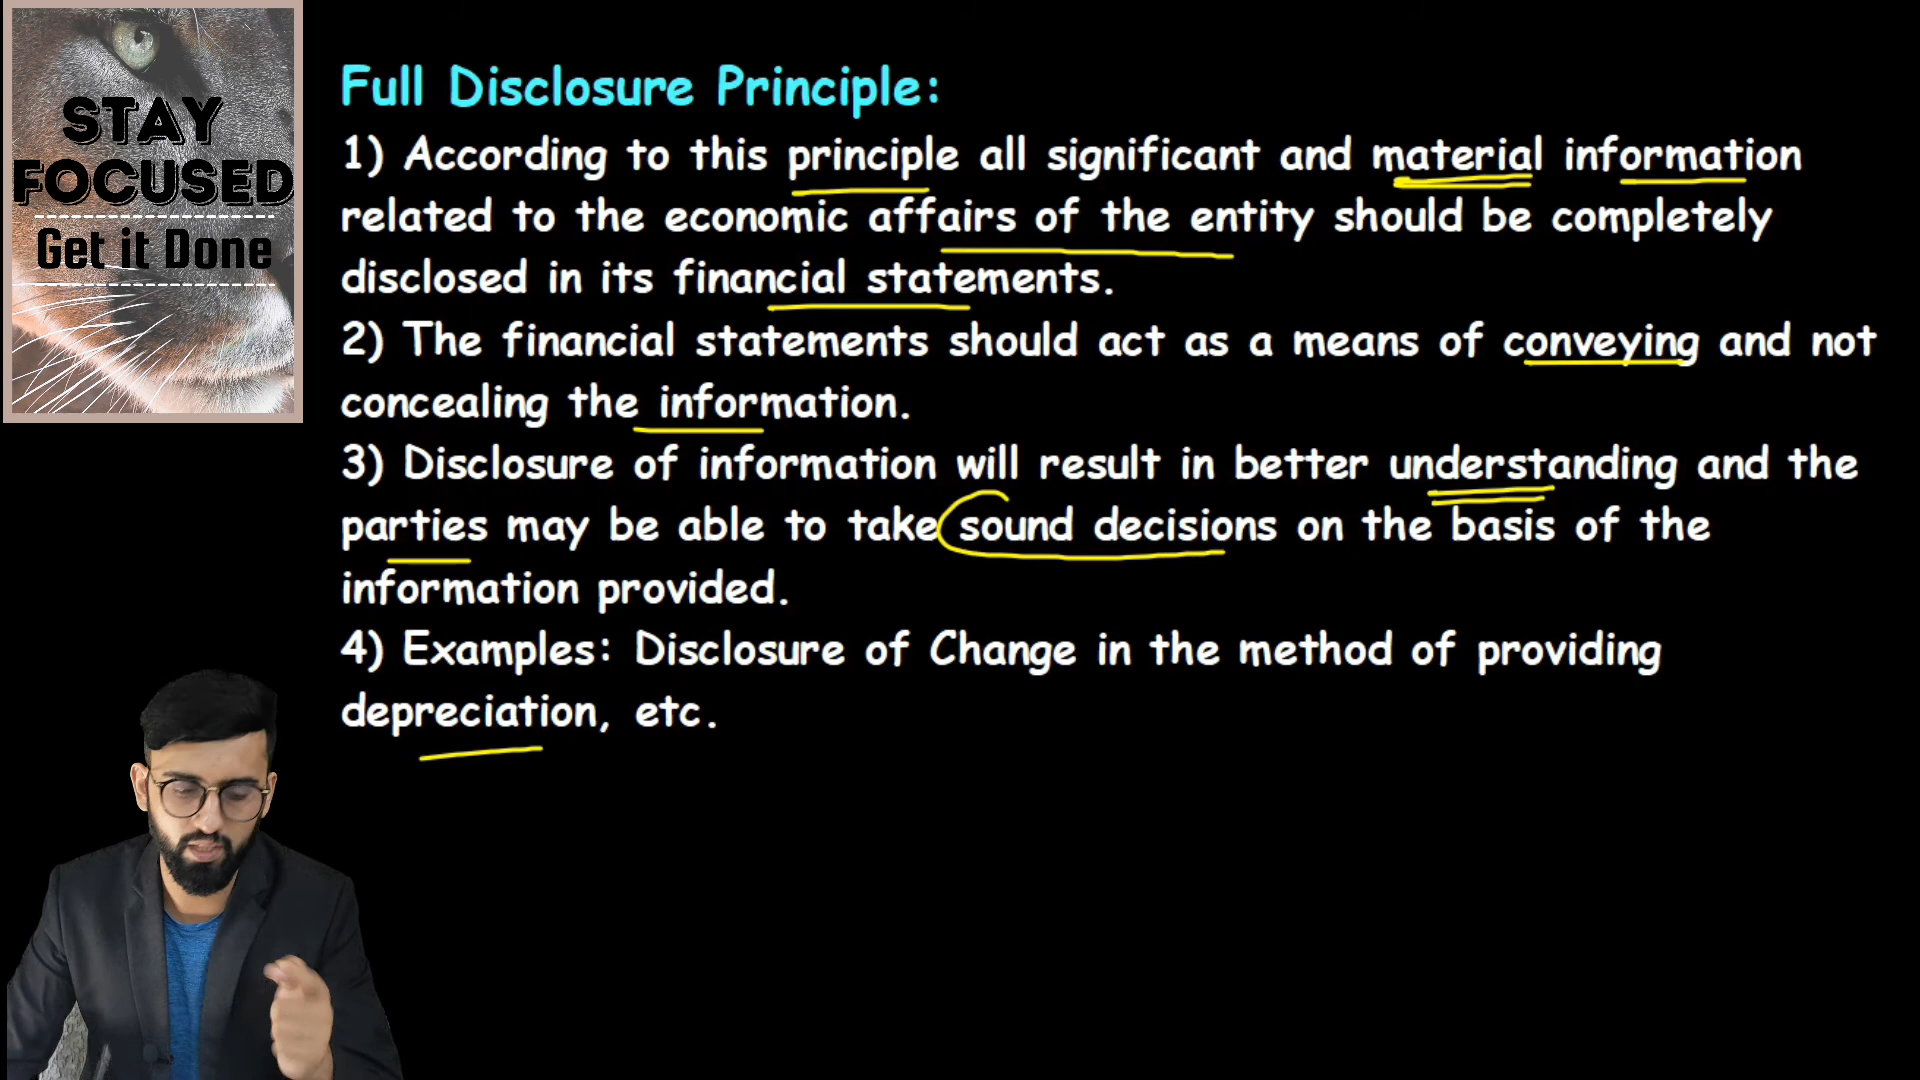 STAY
FOCUSED
Get it Done
Full Disclosure Principle:
1) According to this principle all significant and material information
related to the economic affairs of the entity should be completely
disclosed in its financial statements.
2) The financial statements should act as a means of conveying and not
concealing the information.
3) Disclosure of information will result in better understanding and the
parties may be able to take sound decisions on the basis of the
information provided.
4) Examples: Disclosure of Change in the method of providing
depreciation, etc.